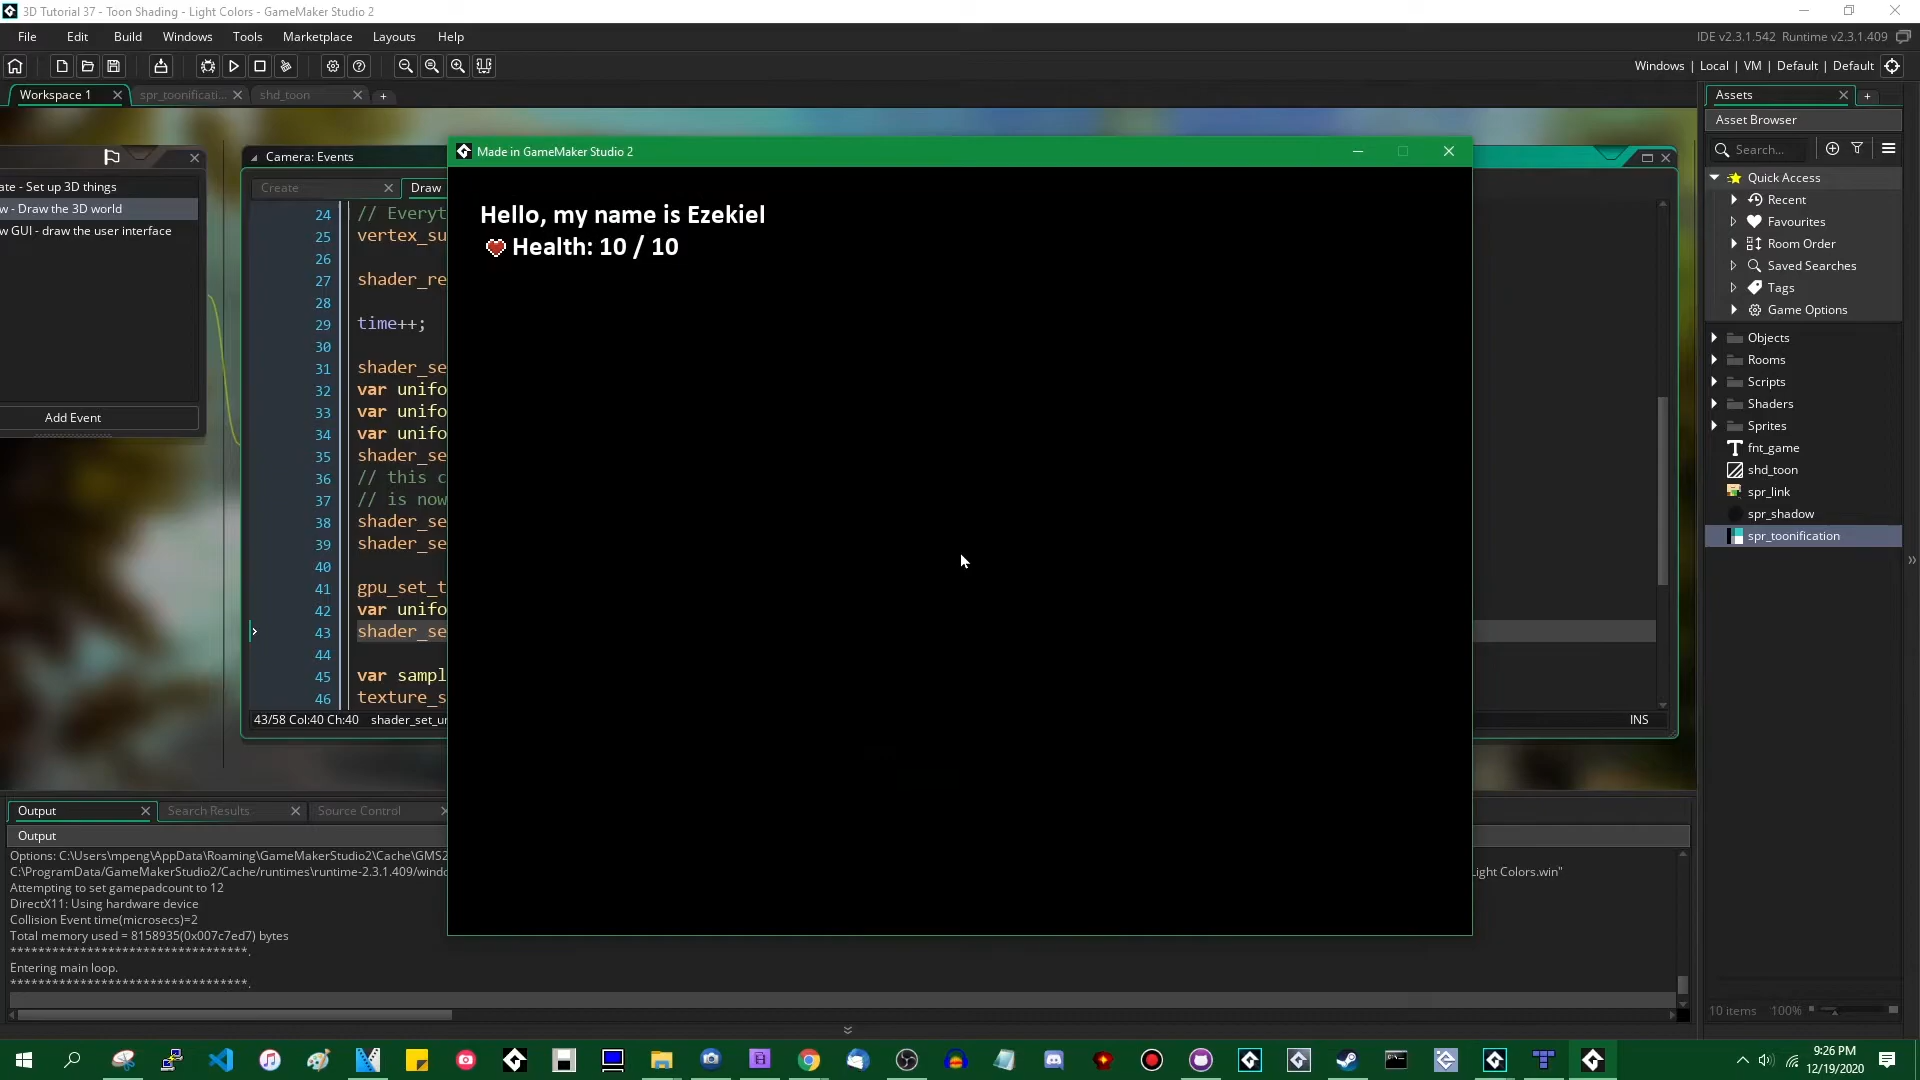 3D Tutorial 37 - Toon Shading - Light Colors - GameMaker Studio 2
File Edit Build Windows Tools Marketplace Layouts Help
IDE v2.3.1.542 Runtime v2.3.1.409
Windows | Local | VM | Default | Default
Workspace 1
spr_toonificati...
shd_toon
ate - Set up 3D things
w - Draw the 3D world
w GUI - draw the user interface
Add Event
Camera: Events
Create
Draw
24 // Everyt
25 vertex_su
26
27 shader_re
28
29 time++;
30
31 shader_se
32 var unifo
33 var unifo
34 var unifo
35 shader_se
36 // this c
37 // is now
38 shader_se
39 shader_se
40
41 gpu_set_t
42 var unifo
43 shader_se
44
45 var sampl
46 texture_s
43/58 Col:40 Ch:40 shader_set_un
INS
Made in GameMaker Studio 2
Hello, my name is Ezekiel
Health: 10 / 10
Assets
Asset Browser
Search...
Quick Access
Recent
Favourites
Room Order
Saved Searches
Tags
Game Options
Objects
Rooms
Scripts
Shaders
Sprites
fnt_game
shd_toon
spr_link
spr_shadow
spr_toonification
10 items 100%
Output
Search Results
Source Control
Output
Options: C:\Users\mpeng\AppData\Roaming\GameMakerStudio2\Cache\GMS2
C:\ProgramData/GameMakerStudio2/Cache/runtimes\runtime-2.3.1.409/windo
ight Colors.win"
Attempting to set gamepadcount to 12
DirectX11: Using hardware device
Collision Event time(microsecs)=2
Total memory used = 8158935(0x007c7ed7) bytes
**********************************.
Entering main loop.
**********************************.
9:26 PM
12/19/2020